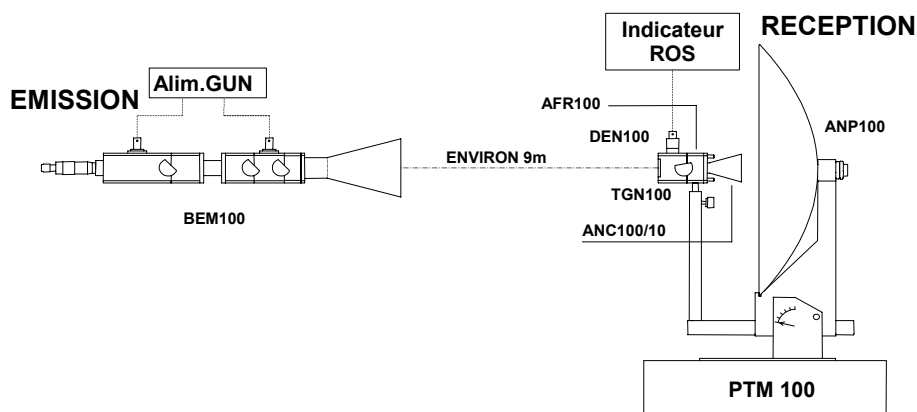 EMISSION
Alim.GUN
BEM100
ENVIRON 9m
Indicateur
ROS
RECEPTION
AFR100
DEN100
ANP100
TGN100
ANC100/10
PTM 100